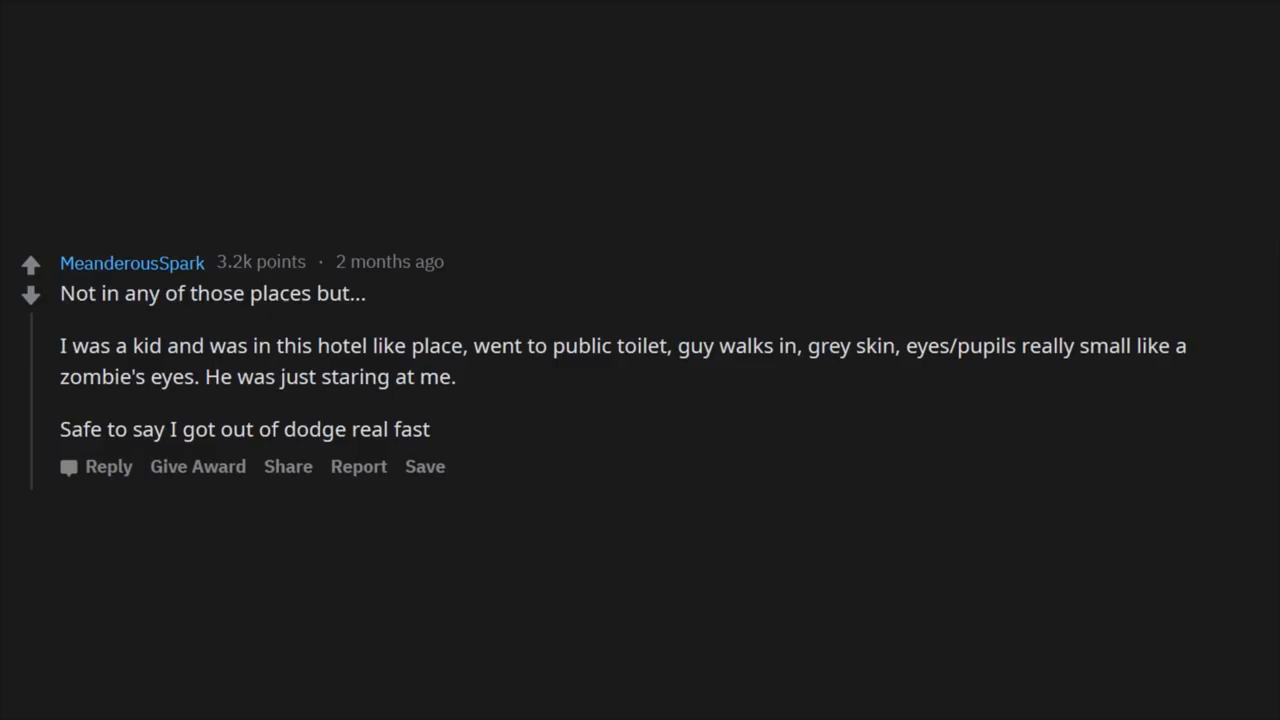 MeanderousSpark 3.2k points · 2 months ago
Not in any of those places but...
I was a kid and was in this hotel like place, went to public toilet, guy walks in, grey skin, eyes/pupils really small like a
zombie's eyes. He was just staring at me.
Safe to say I got out of dodge real fast
Reply Give Award Share Report Save